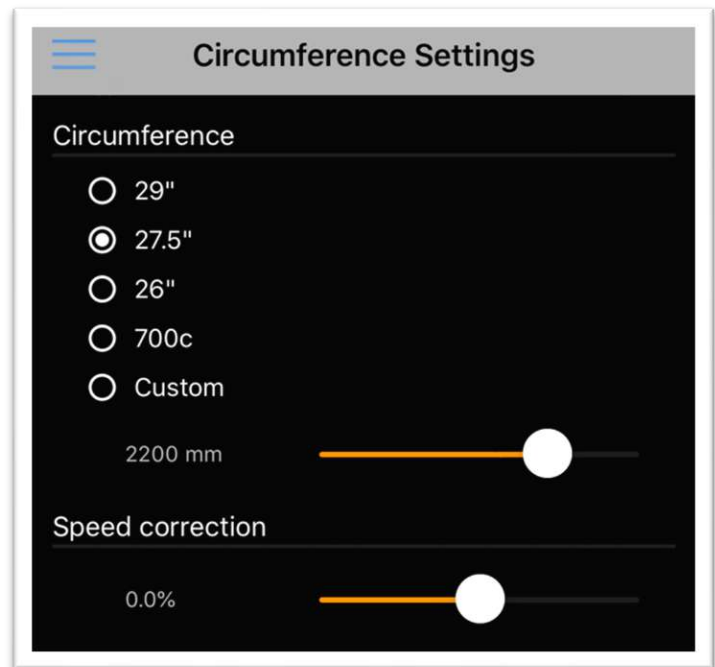 Circumference Settings
Circumference
29"
27.5"
26"
700c
Custom
2200 mm
Speed correction
0.0%